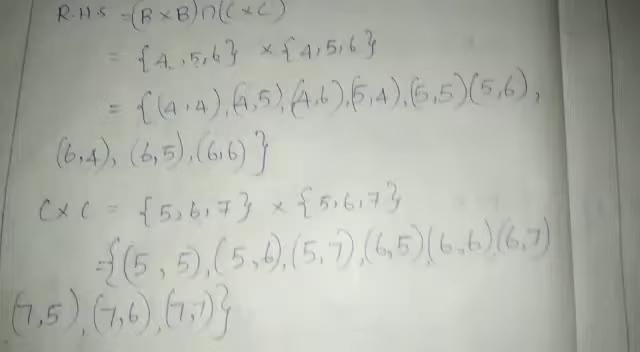 R.H.S = (B×B)∩(C×C)
= {4,5,6} × {4,5,6}
= {(4,4),(4,5),(4,6),(5,4),(5,5)(5,6),
(6,4), (6,5), (6,6)}
C×C = {5,6,7} × {5,6,7}
={(5,5),(5,6),(5,7),(6,5)(6,6)(6,7)
(7,5),(7,6),(7,7)}